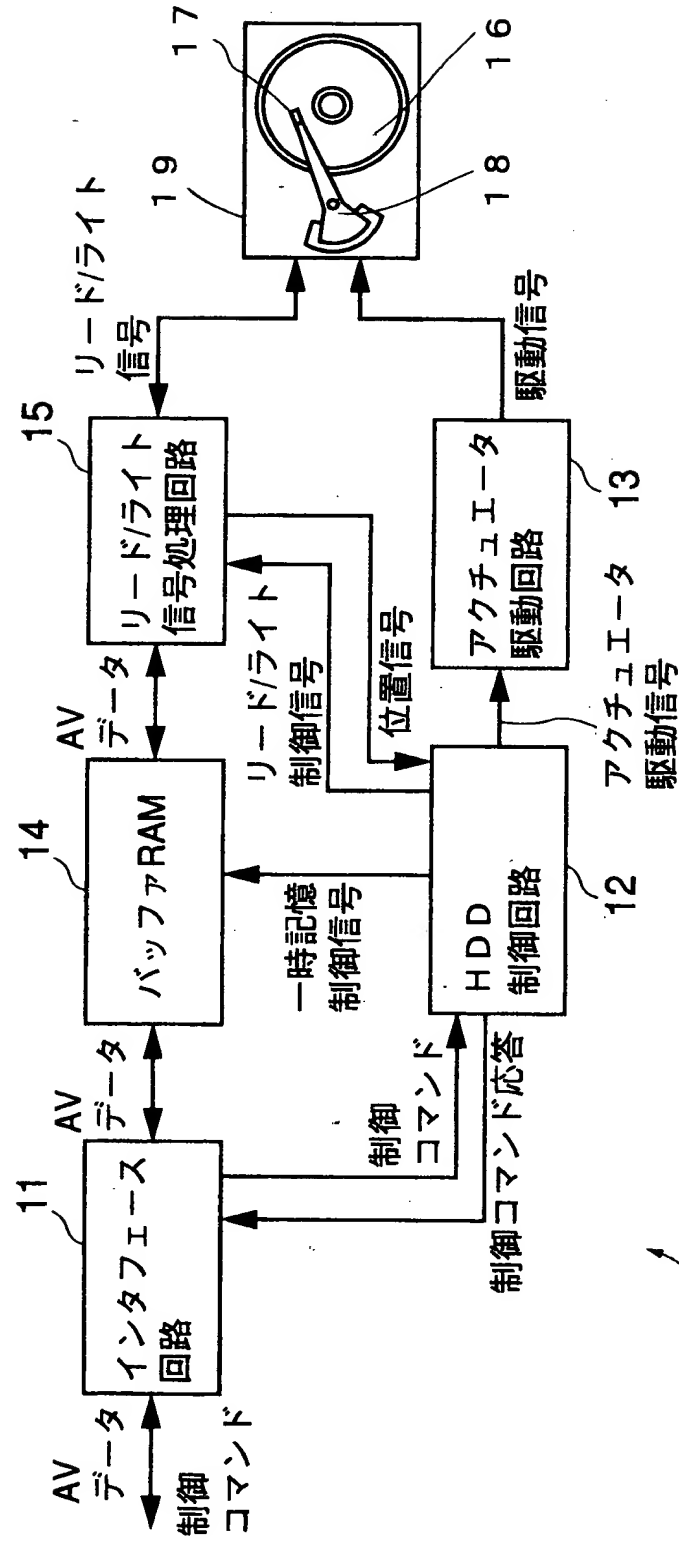 AV
データ
制御
コマンド
11
インタフェース
回路
AV
データ
14
バッファRAM
AV
データ
15
リード/ライト
信号処理回路
リード/ライト
信号
19
17
16
18
制御
コマンド
制御コマンド応答
一時記憶
制御信号
リード/ライト
制御信号
位置信号
HDD
制御回路
12
アクチュエータ
駆動信号
アクチュエータ
駆動回路
13
駆動信号